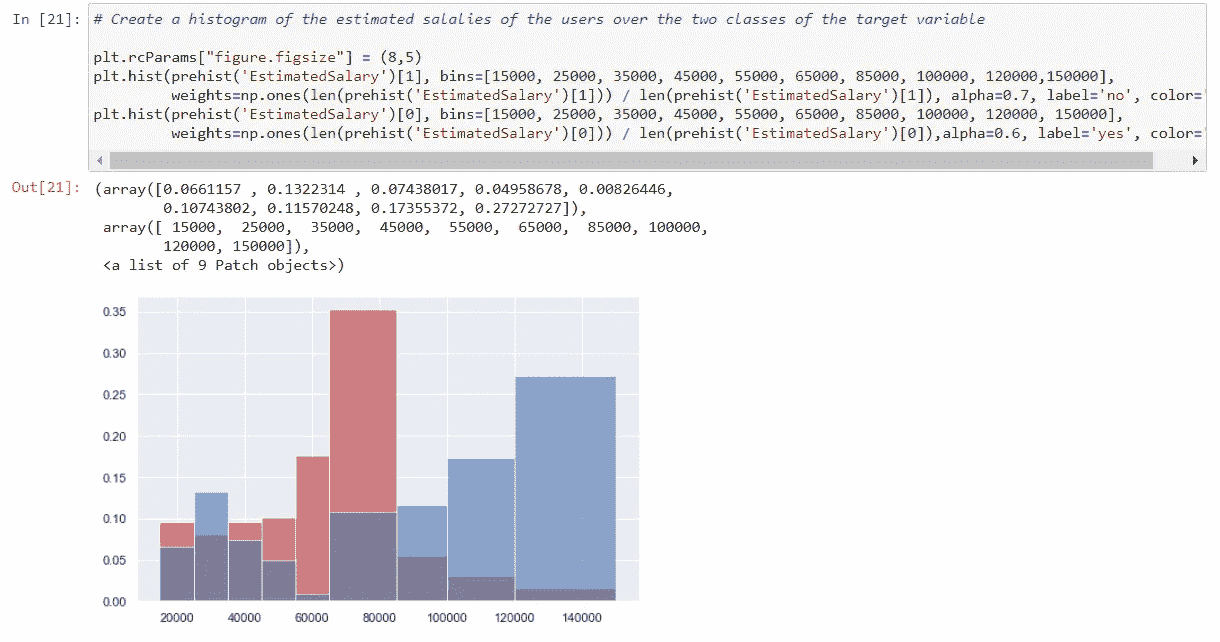 In [21]: # Create a histogram of the estimated salalies of the users over the two classes of the target variable
plt.rcParams["figure.figsize"] = (8,5)
plt.hist(prehist('EstimatedSalary')[1], bins=[15000, 25000, 35000, 45000, 55000, 65000, 85000, 100000, 120000,150000],
weights=np.ones(len(prehist('EstimatedSalary')[1])) / len(prehist('EstimatedSalary')[1]), alpha=0.7, label='no', color='
plt.hist(prehist('EstimatedSalary')[0], bins=[15000, 25000, 35000, 45000, 55000, 65000, 85000, 100000, 120000, 150000],
weights=np.ones(len(prehist('EstimatedSalary')[0])) / len(prehist('EstimatedSalary')[0]),alpha=0.6, label='yes', color='
Out[21]: (array([0.0661157 , 0.1322314 , 0.07438017, 0.04958678, 0.00826446,
0.10743802, 0.11570248, 0.17355372, 0.27272727]),
array([ 15000, 25000, 35000, 45000, 55000, 65000, 85000, 100000,
120000, 150000]),
<a list of 9 Patch objects>)
0.35
0.30
0.25
0.20
0.15
0.10
0.05
0.00
20000 40000 60000 80000 100000 120000 140000